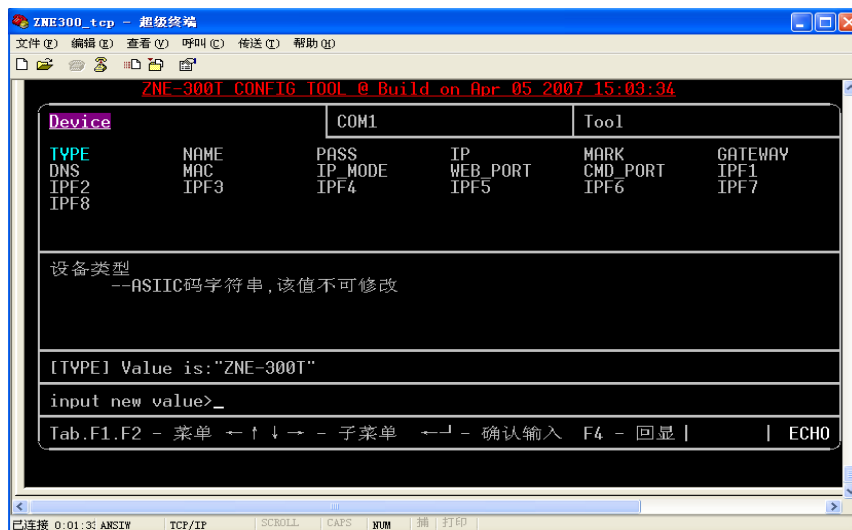 ZNE300_tcp - 超级终端
文件(F) 编辑(E) 查看(V) 呼叫(C) 传送(T) 帮助(H)
ZNE-300T CONFIG TOOL @ Build on Apr 05 2007 15:03:34
Device COM1 Tool
TYPE NAME PASS IP MARK GATEWAY
DNS MAC IP_MODE WEB_PORT CMD_PORT IPF1
IPF2 IPF3 IPF4 IPF5 IPF6 IPF7
IPF8
设备类型
--ASIIC码字符串,该值不可修改
[TYPE] Value is:"ZNE-300T"
input new value>_
Tab.F1.F2 - 菜单 ←↑↓→ - 子菜单 ←┘ - 确认输入 F4 - 回显 | | ECHO
已连接 0:01:33 ANSIW TCP/IP SCROLL CAPS NUM 捕 打印